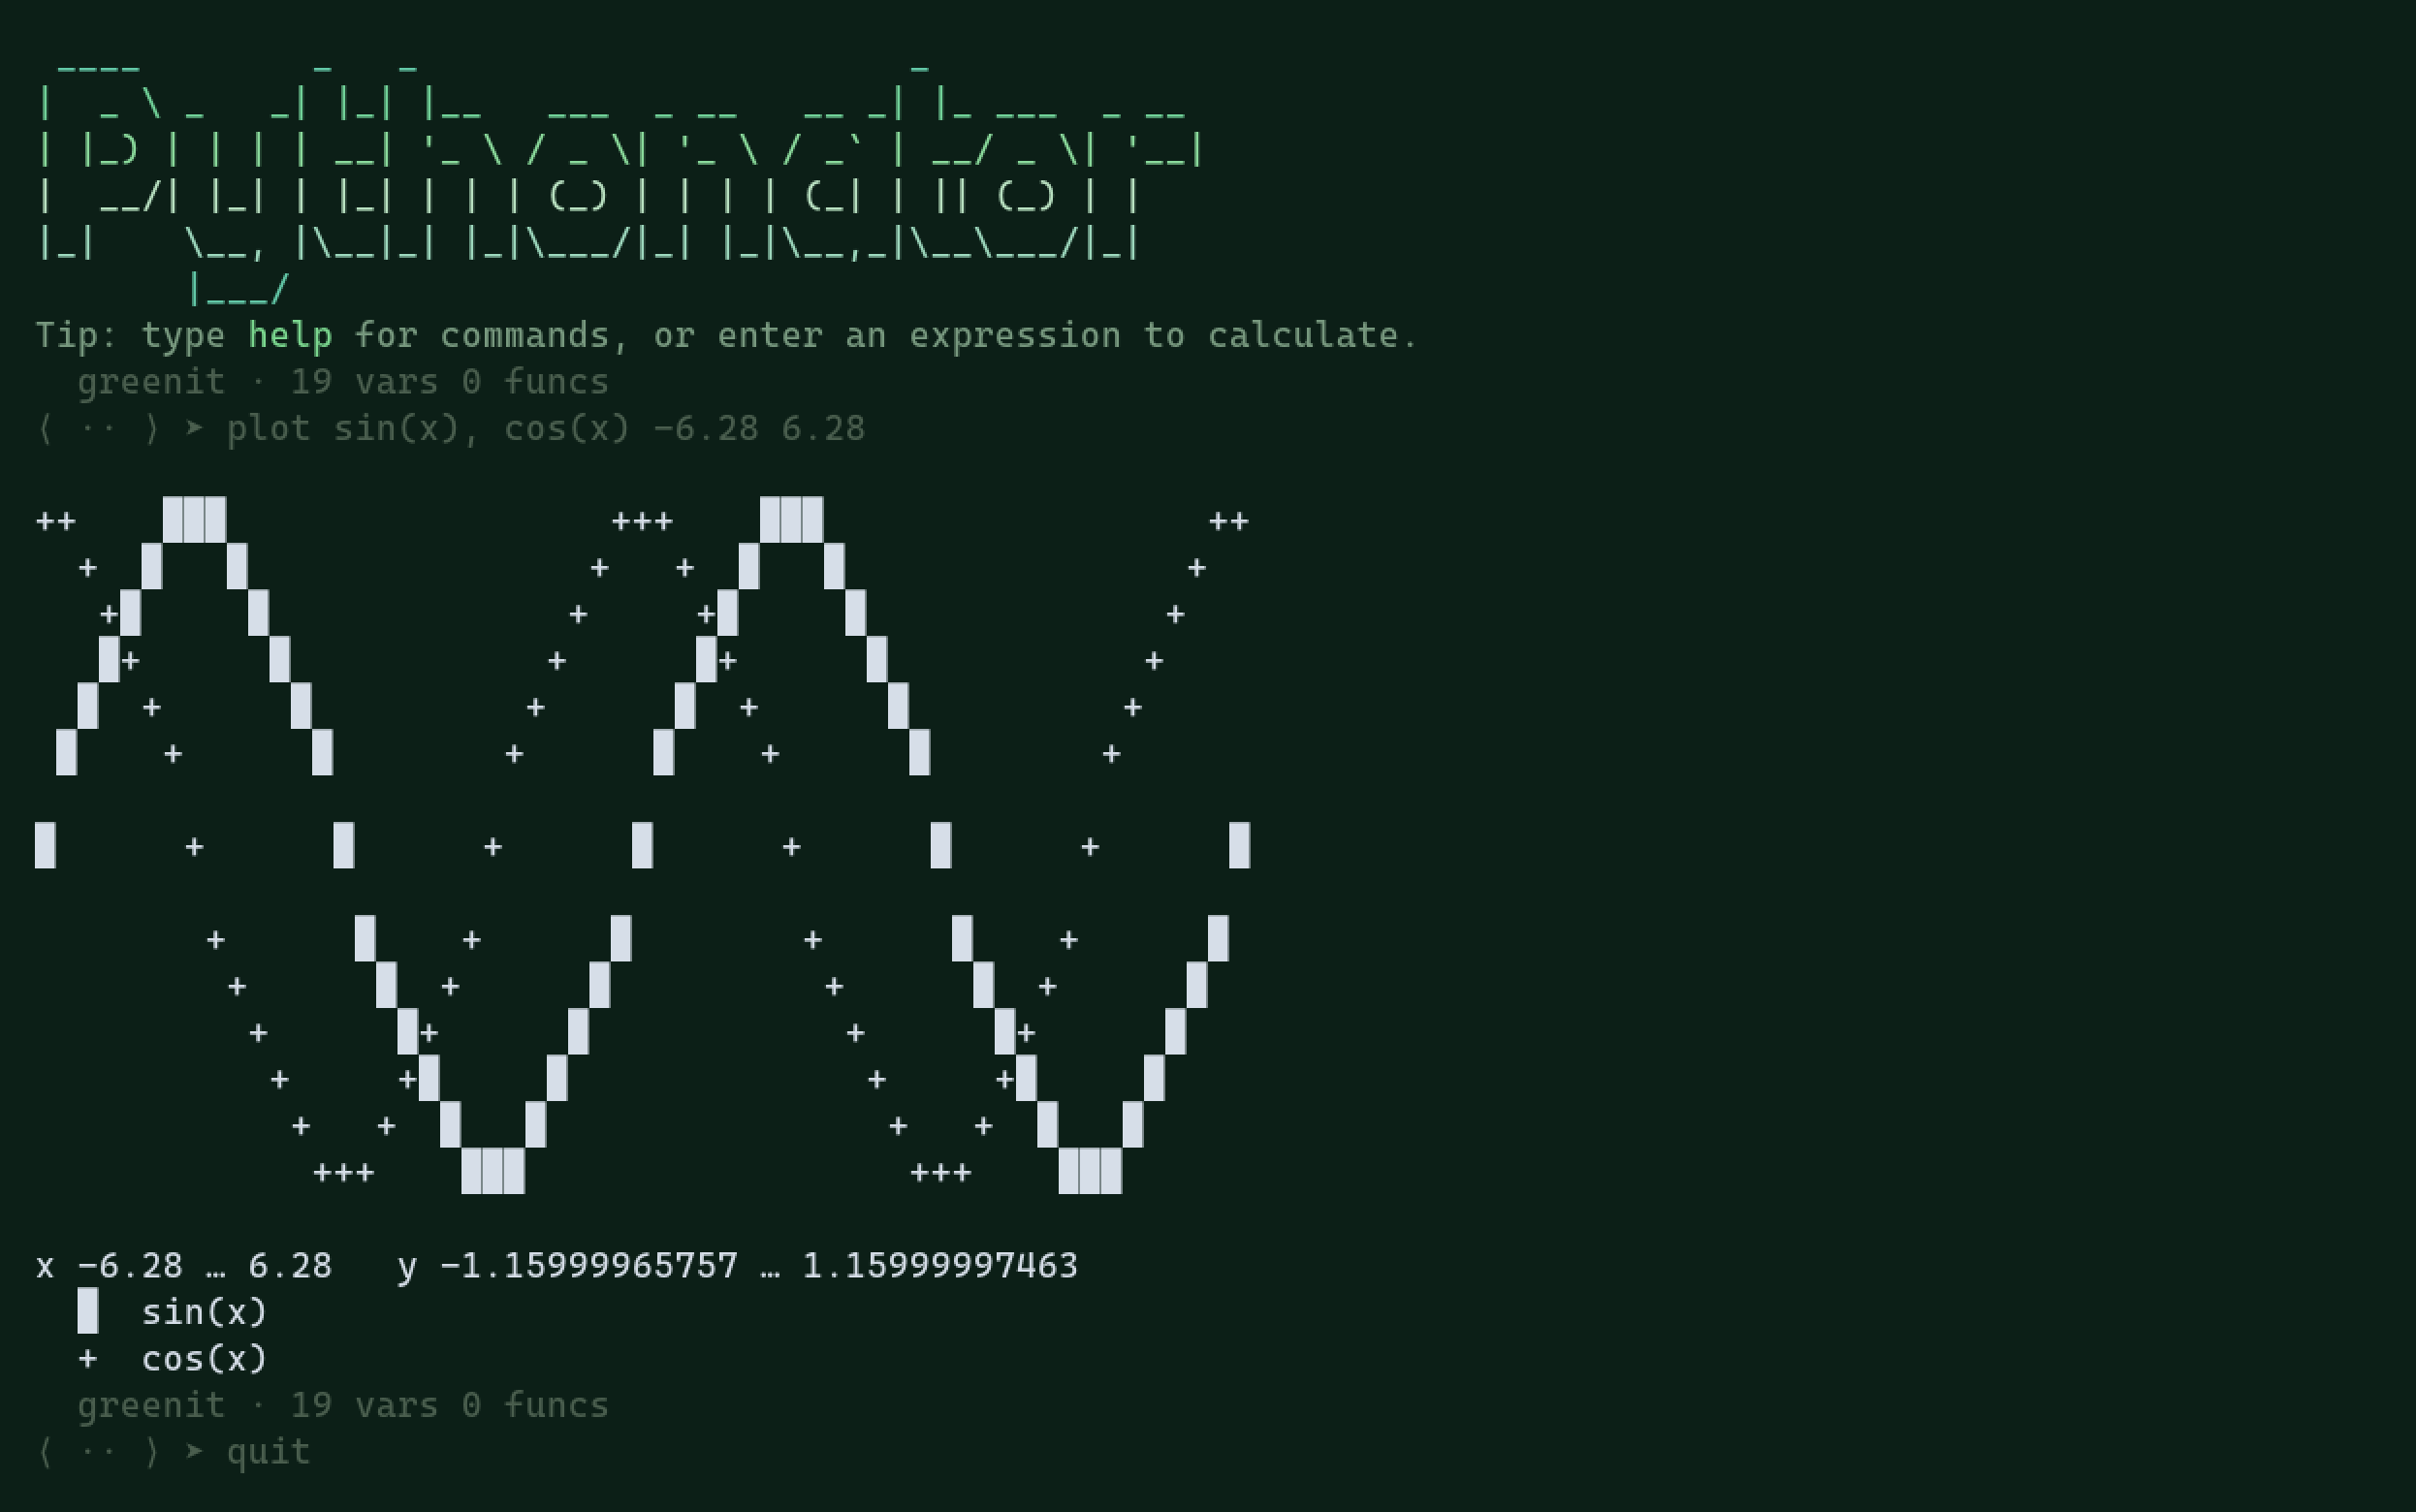 Pythonator
Tip: type help for commands, or enter an expression to calculate.
greenit · 19 vars 0 funcs
⟨ ·· ⟩ ➤ plot sin(x), cos(x) −6.28 6.28
x −6.28 … 6.28   y −1.15999965757 … 1.15999997463
█  sin(x)
+  cos(x)
greenit · 19 vars 0 funcs
⟨ ·· ⟩ ➤ quit